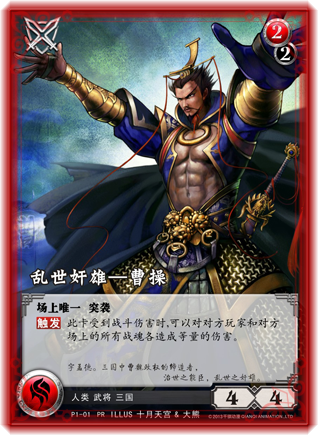 2
2
乱世奸雄—曹操
场上唯一 突袭
触发 此卡受到战斗伤害时,可以对对方玩家和对方
场上的所有战魂各造成等量的伤害。
字孟德。三国中曹魏政权的缔造者,
治世之能臣,乱世之奸雄。
人类 武将 三国
4 4
P1-01 PR ILLUS 十月天宫 & 大熊